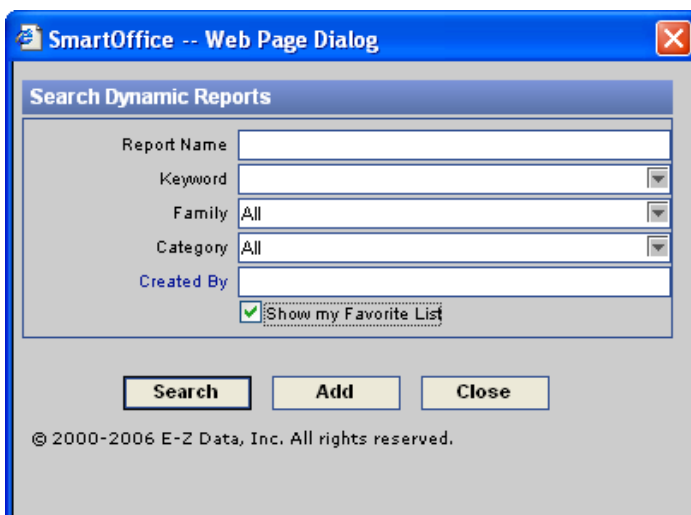 SmartOffice -- Web Page Dialog
Search Dynamic Reports
Report Name
Keyword
Family All
Category All
Created By
Show my Favorite List
Search Add Close
© 2000-2006 E-Z Data, Inc. All rights reserved.